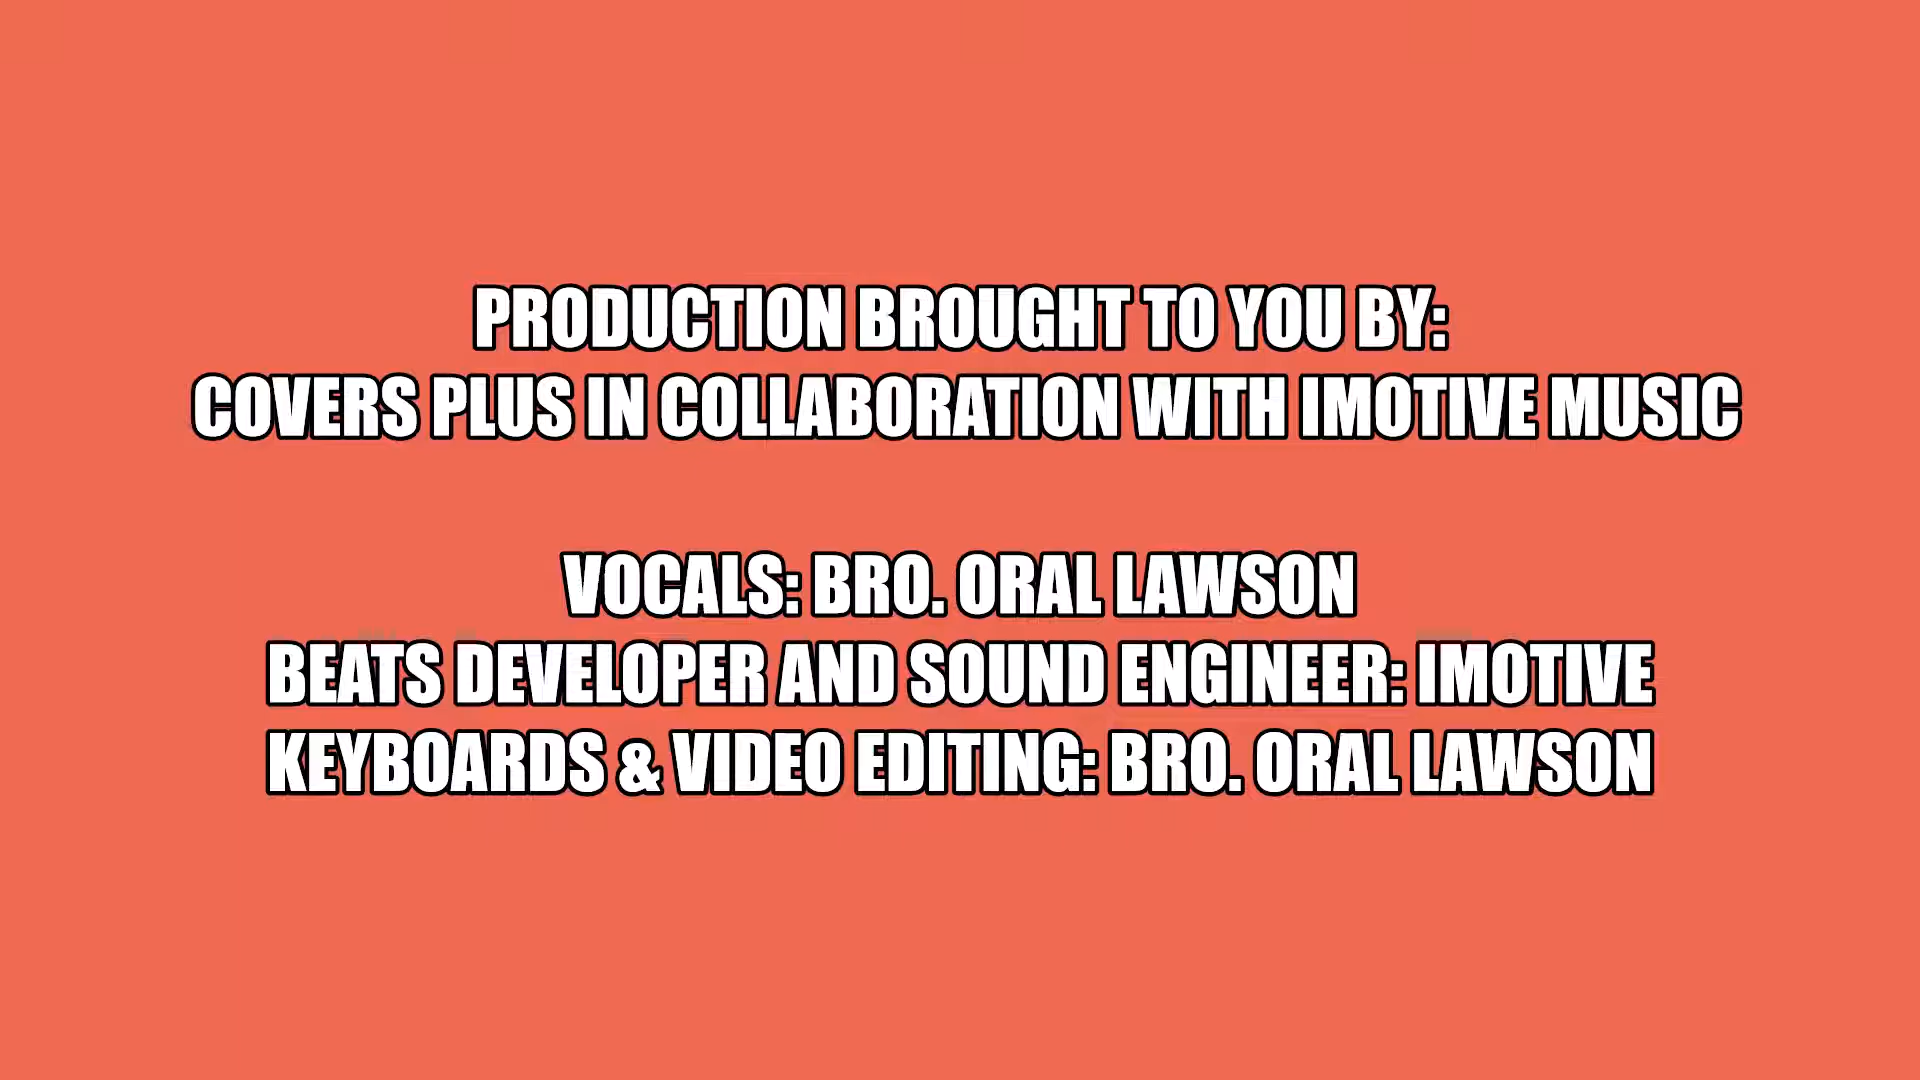 PRODUCTION BROUGHT TO YOU BY:
COVERS PLUS IN COLLABORATION WITH IMOTIVE MUSIC
VOCALS: BRO. ORAL LAWSON
BEATS DEVELOPER AND SOUND ENGINEER: IMOTIVE
KEYBOARDS & VIDEO EDITING: BRO. ORAL LAWSON